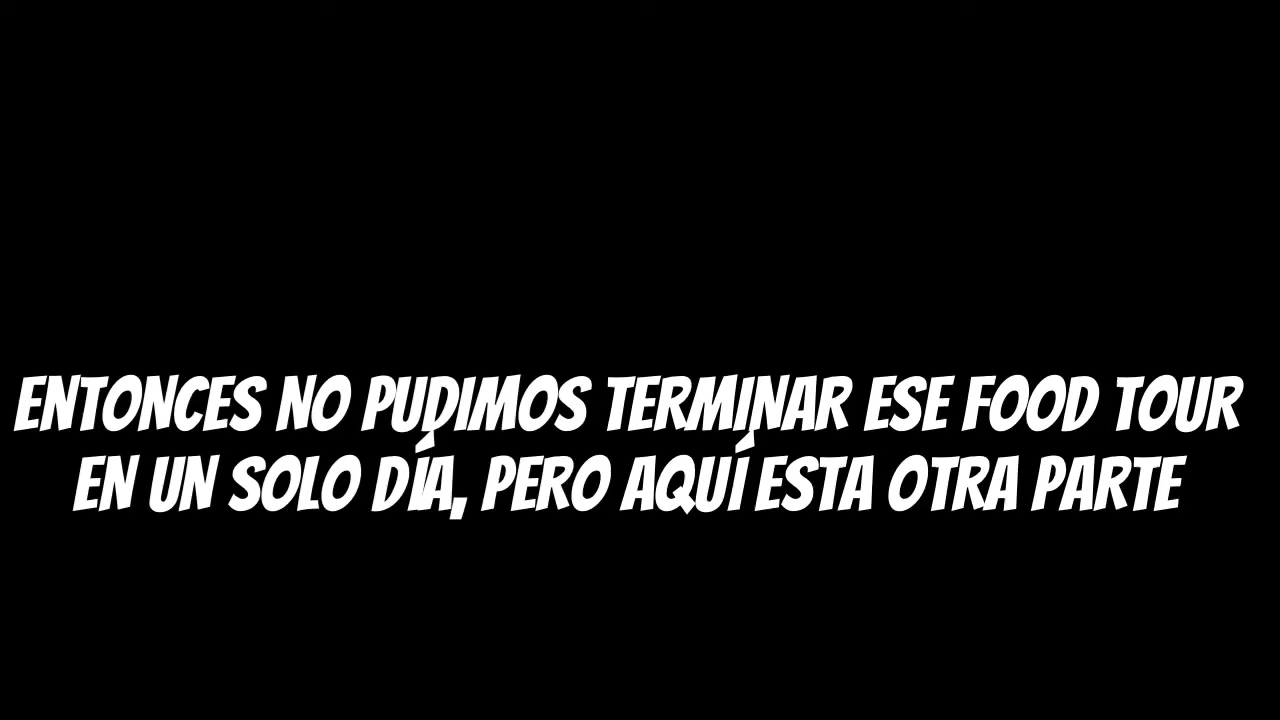 ENTONCES NO PUDIMOS TERMINAR ESE FOOD TOUR
EN UN SOLO DÍA, PERO AQUÍ ESTA OTRA PARTE